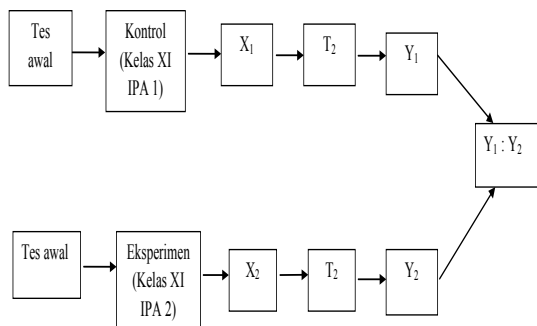 Tes
awal
Kontrol
(Kelas XI
IPA 1)
X₁
T₂
Y₁
Y₁ : Y₂
Tes awal
Eksperimen
(Kelas XI
IPA 2)
X₂
T₂
Y₂